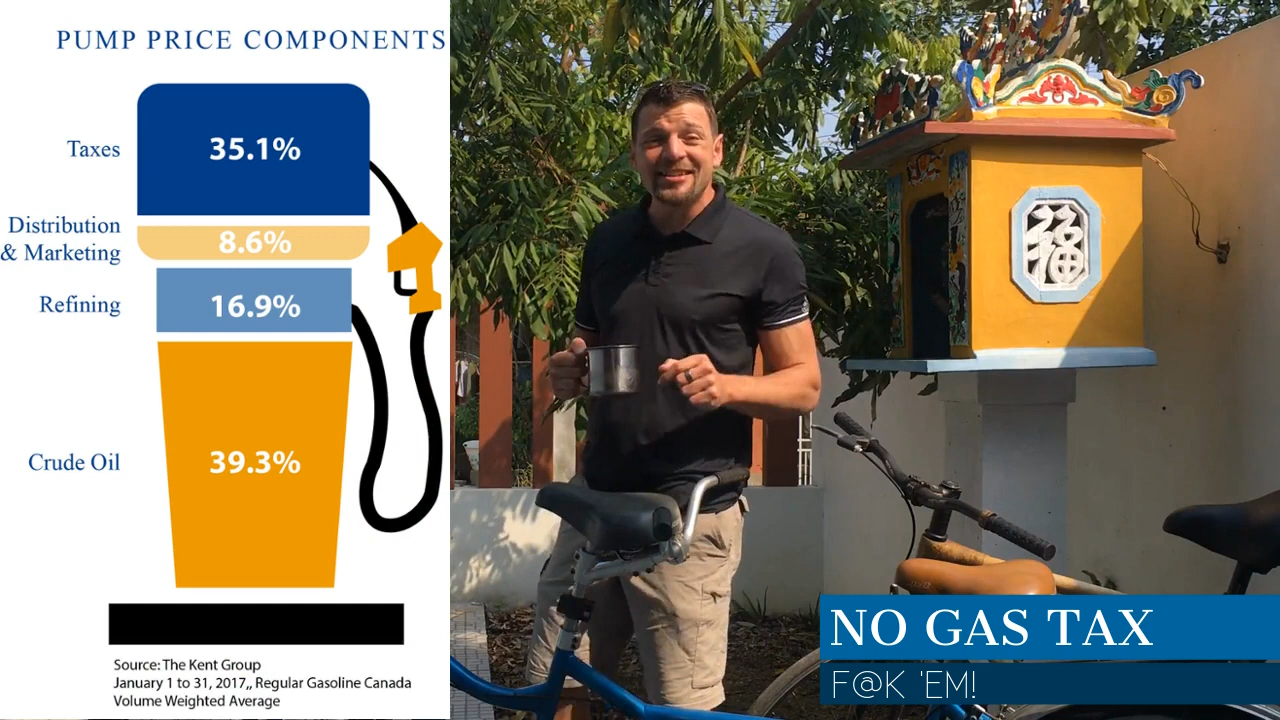 PUMP PRICE COMPONENTS
Taxes
35.1%
Distribution
& Marketing
8.6%
Refining
16.9%
Crude Oil
39.3%
Source: The Kent Group
January 1 to 31, 2017,, Regular Gasoline Canada
Volume Weighted Average
福
NO GAS TAX
F@K 'EM!